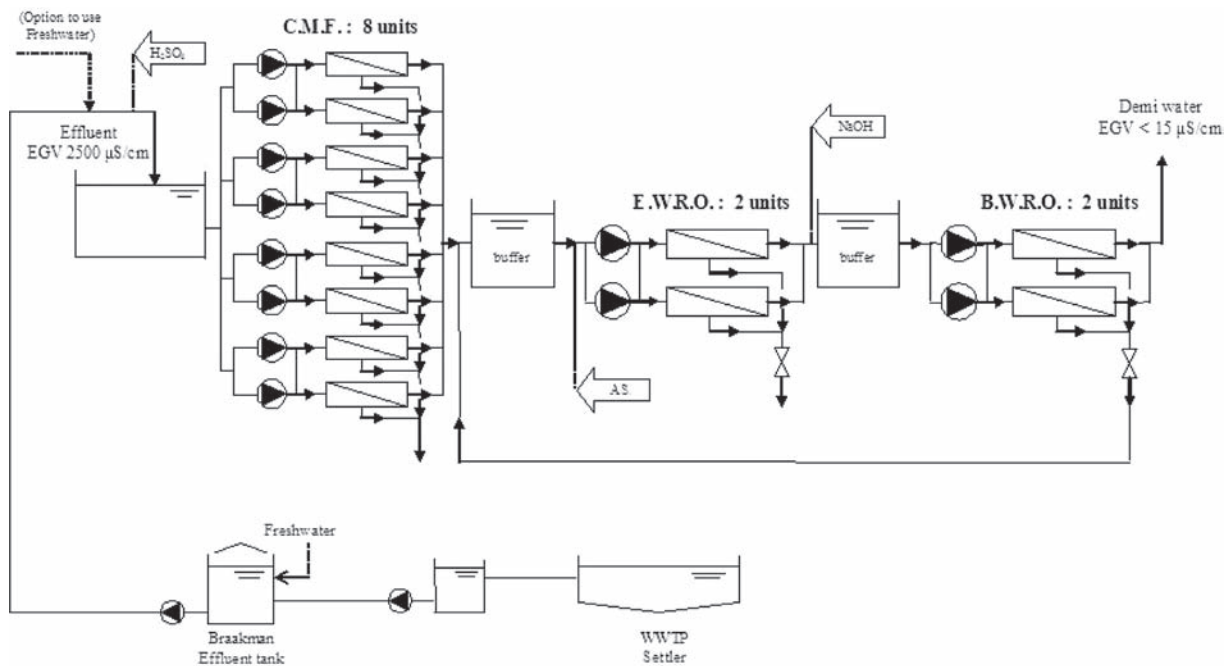 (Option to use
Freshwater)
H₂SO₄
C.M.F. : 8 units
Effluent
EGV 2500 µS/cm
NaOH
Demi water
EGV < 15 µS/cm
E.W.R.O. : 2 units
B.W.R.O. : 2 units
buffer
buffer
AS
Freshwater
Braakman
Effluent tank
WWTP
Settler